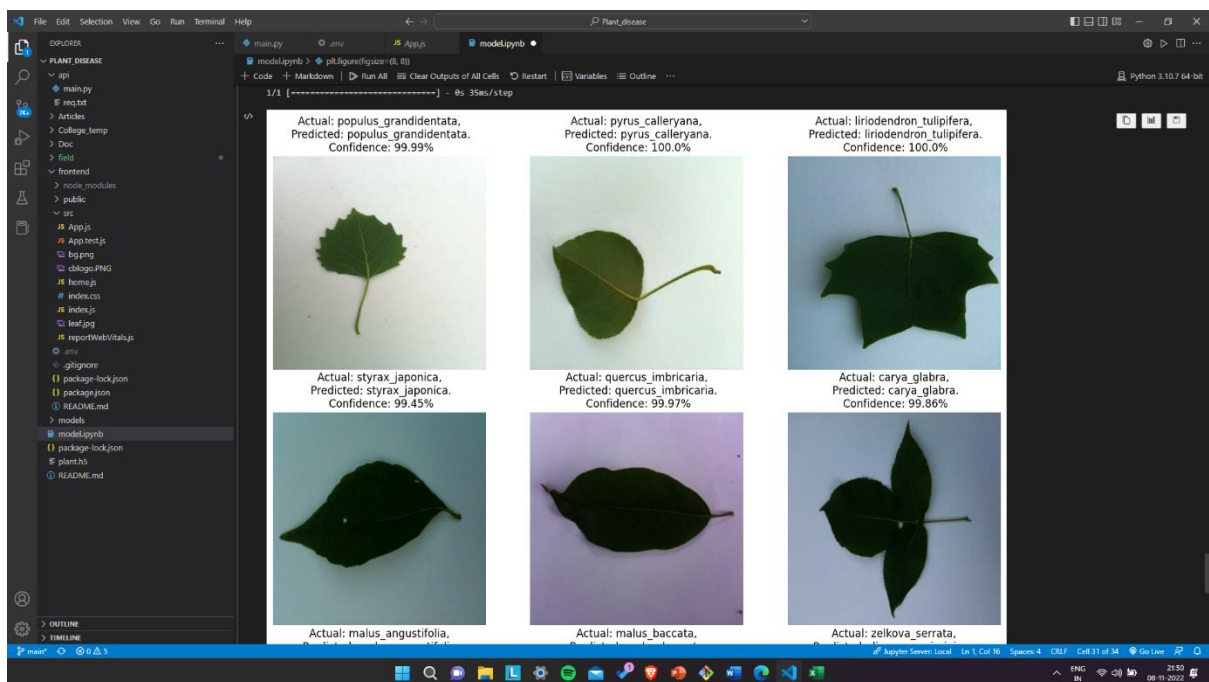 File Edit Selection View Go Run Terminal Help
Plant_disease
EXPLORER
main.py
.env
JS App.js
model.ipynb
PLANT_DISEASE
model.ipynb > plt.figure(figsize=(8, 8))
api
+ Code + Markdown Run All Clear Outputs of All Cells Restart Variables Outline ...
Python 3.10.7 64-bit
main.py
req.txt
Articles
College_temp
Doc
field
frontend
node_modules
public
src
JS App.js
JS App.test.js
bg.png
cblogo.PNG
JS home.js
# index.css
JS index.js
leaf.jpg
JS reportWebVitals.js
.env
.gitignore
{} package-lock.json
{} package.json
README.md
models
model.ipynb
{} package-lock.json
plant.h5
README.md
OUTLINE
TIMELINE
1/1 [==============================] - 0s 35ms/step
Actual: populus_grandidentata,
Predicted: populus_grandidentata.
Confidence: 99.99%
Actual: pyrus_calleryana,
Predicted: pyrus_calleryana.
Confidence: 100.0%
Actual: liriodendron_tulipifera,
Predicted: liriodendron_tulipifera.
Confidence: 100.0%
Actual: styrax_japonica,
Predicted: styrax_japonica.
Confidence: 99.45%
Actual: quercus_imbricaria,
Predicted: quercus_imbricaria.
Confidence: 99.97%
Actual: carya_glabra,
Predicted: carya_glabra.
Confidence: 99.86%
Actual: malus_angustifolia,
Actual: malus_baccata,
Actual: zelkova_serrata,
main* 0 5
Jupyter Server: Local Ln 1, Col 16 Spaces: 4 CRLF Cell 31 of 34 Go Live
ENG
IN
21:50
08-11-2022